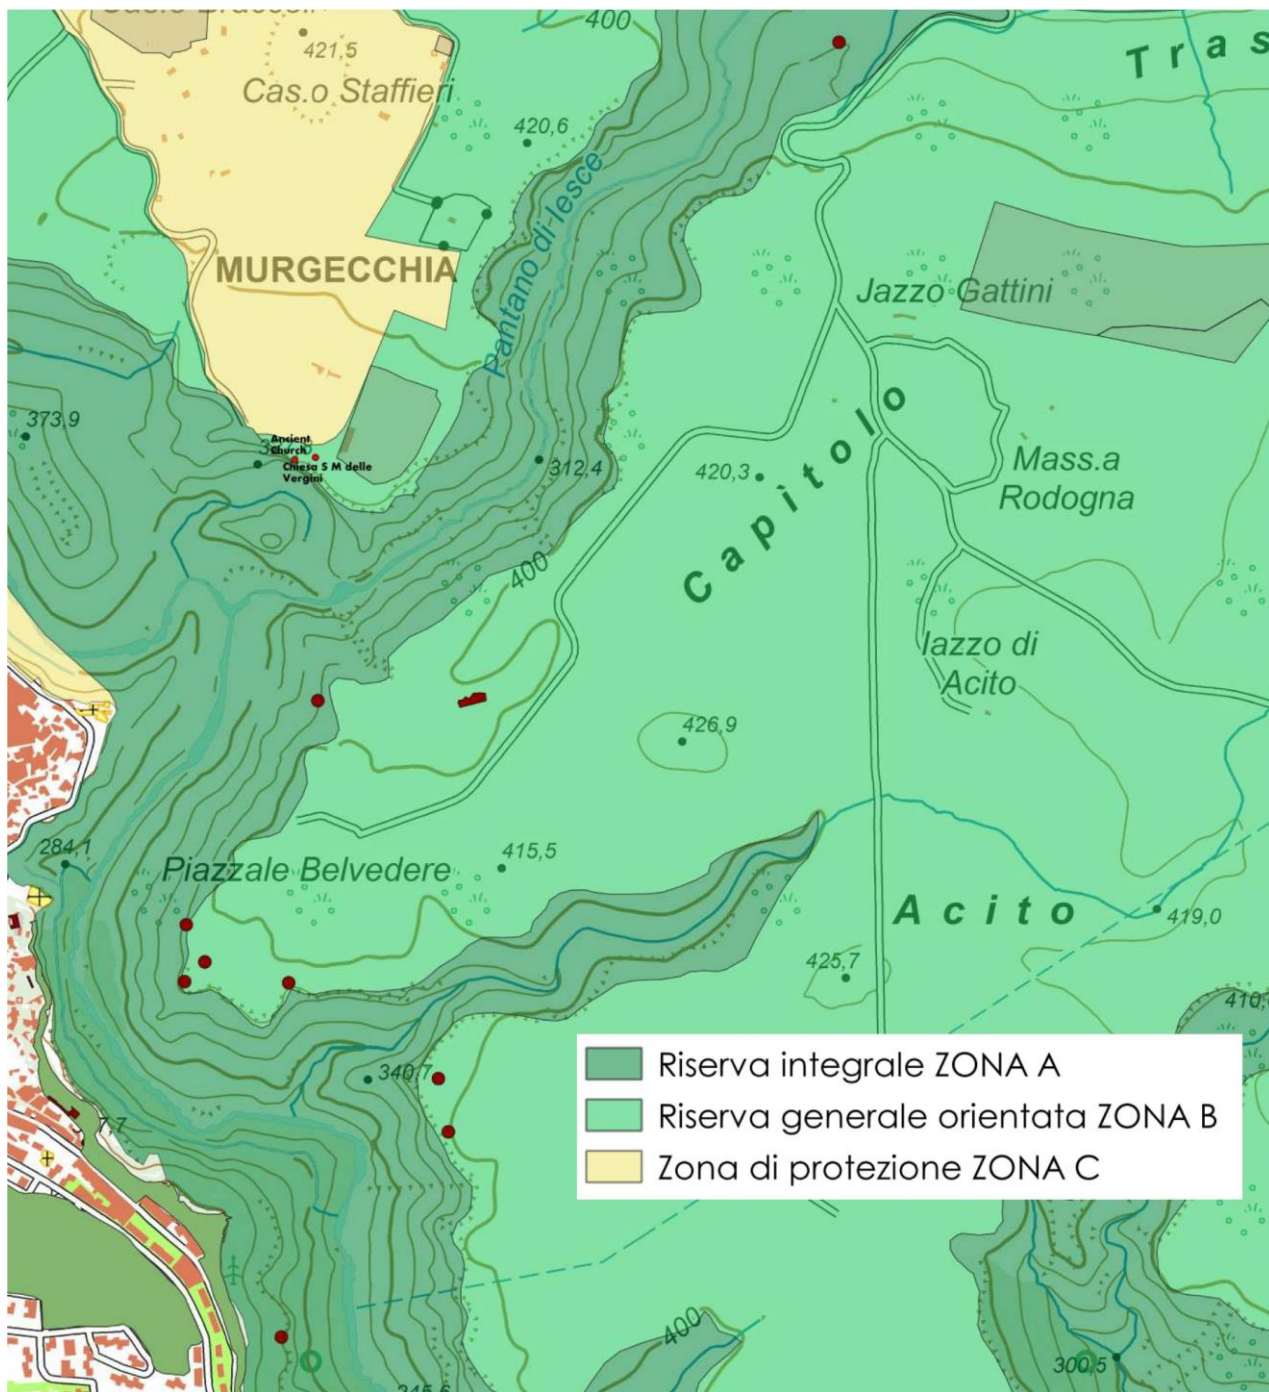 400
421,5
Cas.o Staffieri
Tras
420,6
Pantano di Iesce
MURGECCHIA
Jazzo Gattini
373,9
Ancient
Church
Chiesa S M delle
Vergini
312,4
420,3
Capìtolo
Mass.a
Rodogna
400
Iazzo di
Acito
426,9
284,1
Piazzale Belvedere
415,5
Acito
419,0
425,7
410,
340,7
7,7
Riserva integrale ZONA A
Riserva generale orientata ZONA B
Zona di protezione ZONA C
400
300,5